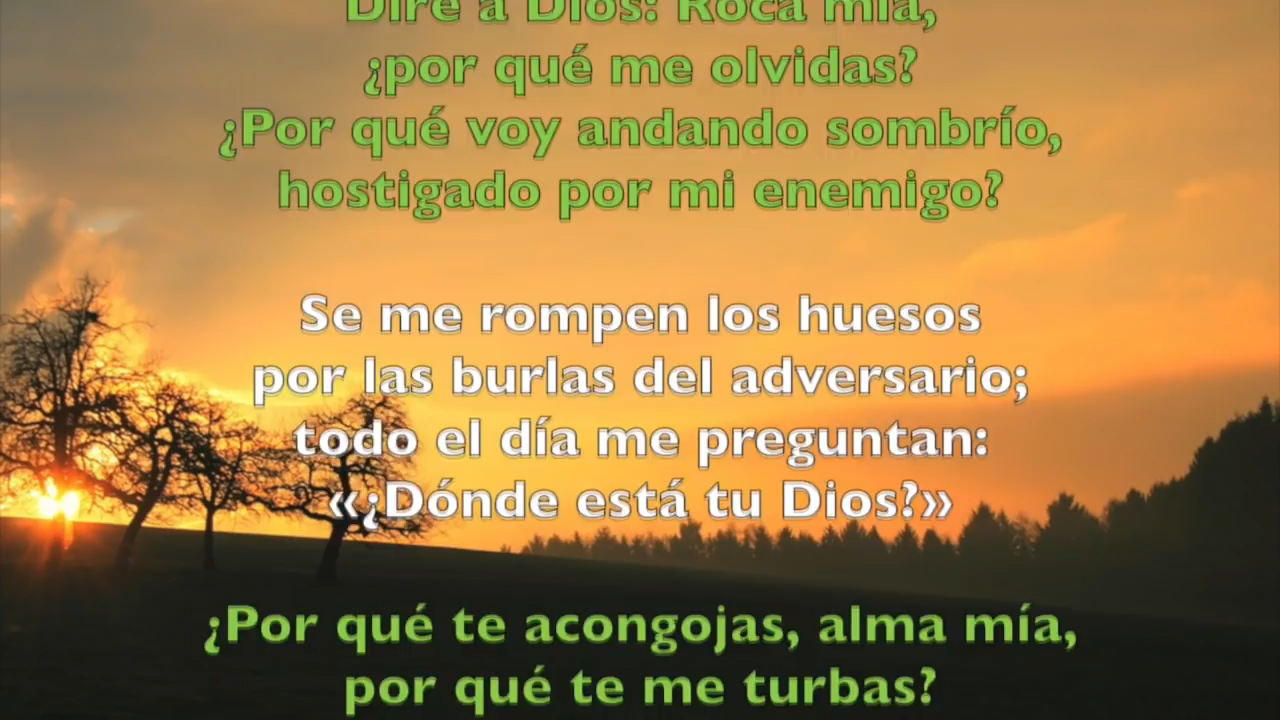 Diré a Dios: Roca mía,
¿por qué me olvidas?
¿Por qué voy andando sombrío,
hostigado por mi enemigo?
Se me rompen los huesos
por las burlas del adversario;
todo el día me preguntan:
«¿Dónde está tu Dios?»
¿Por qué te acongojas, alma mía,
por qué te me turbas?